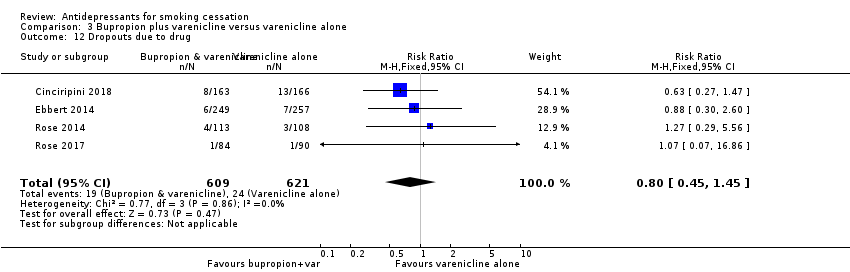 Review: Antidepressants for smoking cessation
Comparison: 3 Bupropion plus varenicline versus varenicline alone
Outcome: 12 Dropouts due to drug
Study or subgroup Bupropion & varenicline Varenicline alone Risk Ratio Weight Risk Ratio
n/N n/N M-H,Fixed,95% CI M-H,Fixed,95% CI
Cinciripini 2018 8/163 13/166 54.1 % 0.63 [ 0.27, 1.47 ]
Ebbert 2014 6/249 7/257 28.9 % 0.88 [ 0.30, 2.60 ]
Rose 2014 4/113 3/108 12.9 % 1.27 [ 0.29, 5.56 ]
Rose 2017 1/84 1/90 4.1 % 1.07 [ 0.07, 16.86 ]
Total (95% CI) 609 621 100.0 % 0.80 [ 0.45, 1.45 ]
Total events: 19 (Bupropion & varenicline), 24 (Varenicline alone)
Heterogeneity: Chi² = 0.77, df = 3 (P = 0.86); I² =0.0%
Test for overall effect: Z = 0.73 (P = 0.47)
Test for subgroup differences: Not applicable
0.1 0.2 0.5 1 2 5 10
Favours bupropion+var Favours varenicline alone